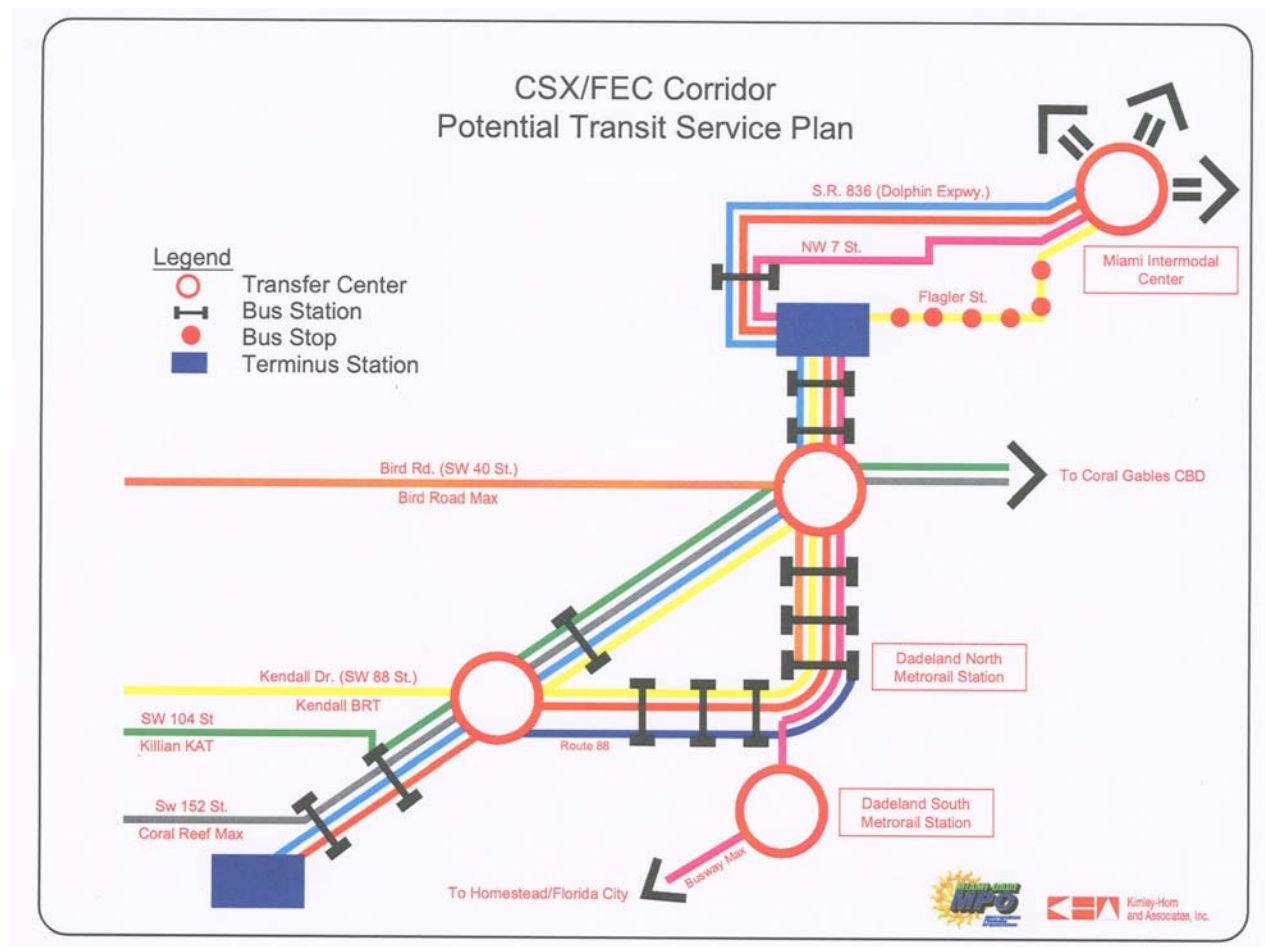 CSX/FEC Corridor
Potential Transit Service Plan
S.R. 836 (Dolphin Expwy.)
NW 7 St.
Miami Intermodal
Center
Legend
Transfer Center
Bus Station
Bus Stop
Terminus Station
Flagler St.
Bird Rd. (SW 40 St.)
Bird Road Max
To Coral Gables CBD
Dadeland North
Metrorail Station
Kendall Dr. (SW 88 St.)
Kendall BRT
SW 104 St
Killian KAT
Route 88
Sw 152 St.
Coral Reef Max
Dadeland South
Metrorail Station
Busway Max
To Homestead/Florida City
MIAMI-DADE
MPO
Kimley-Horn
and Associates, Inc.